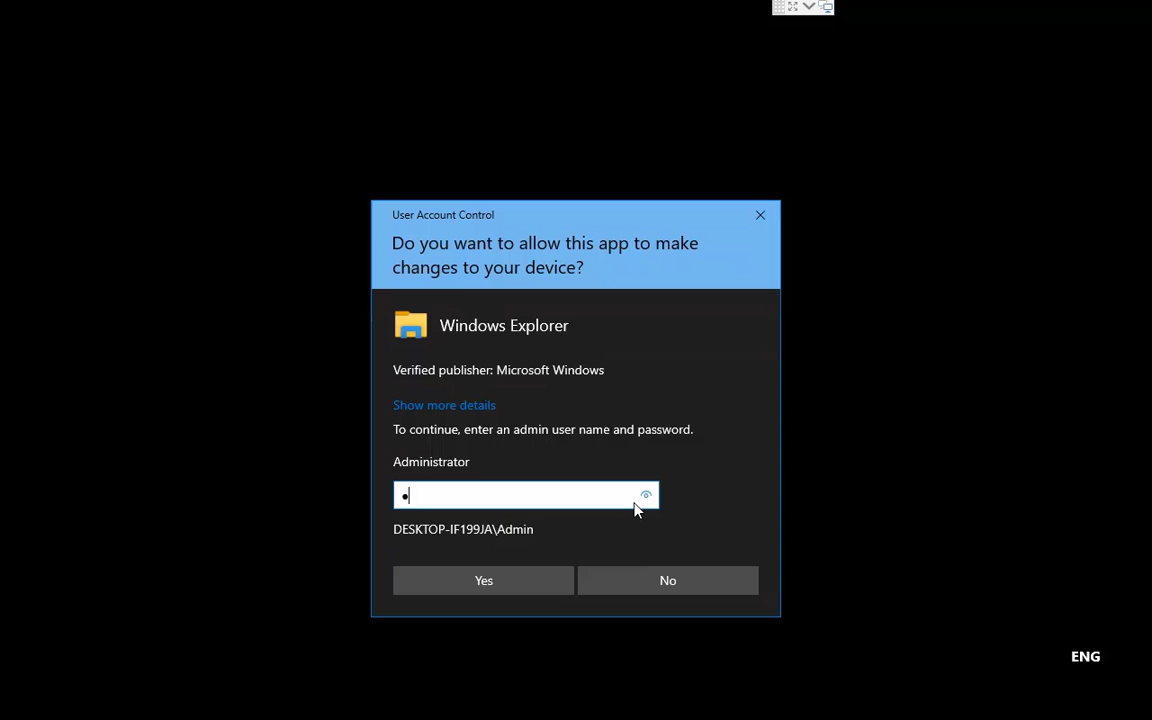 User Account Control
Do you want to allow this app to make
changes to your device?
Windows Explorer
Verified publisher: Microsoft Windows
Show more details
To continue, enter an admin user name and password.
Administrator
DESKTOP-IF199JA\Admin
Yes
No
ENG